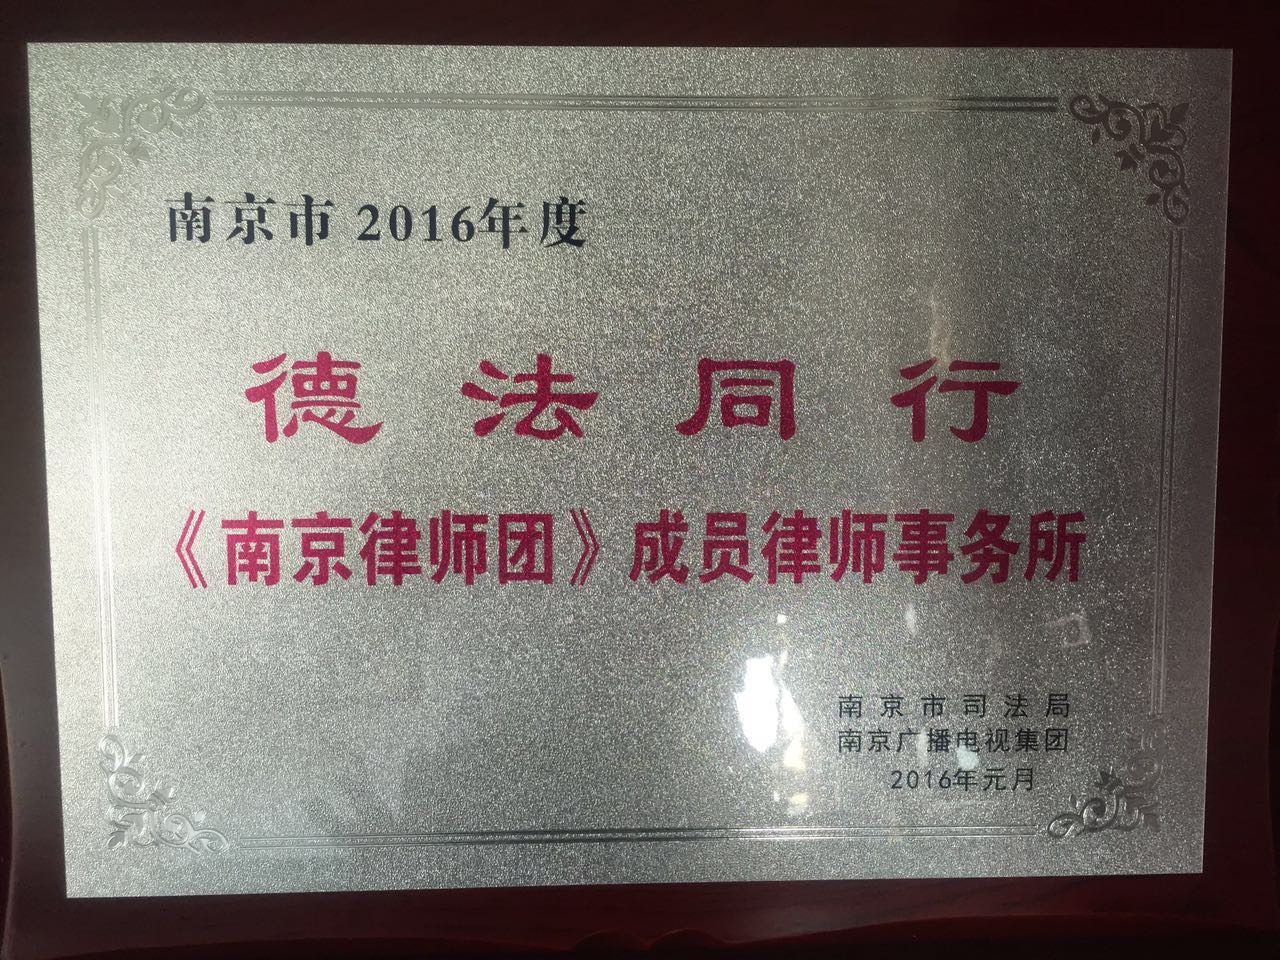 南京市 2016年度
德法同行
《南京律师团》成员律师事务所
南京市司法局
南京广播电视集团
2016年元月